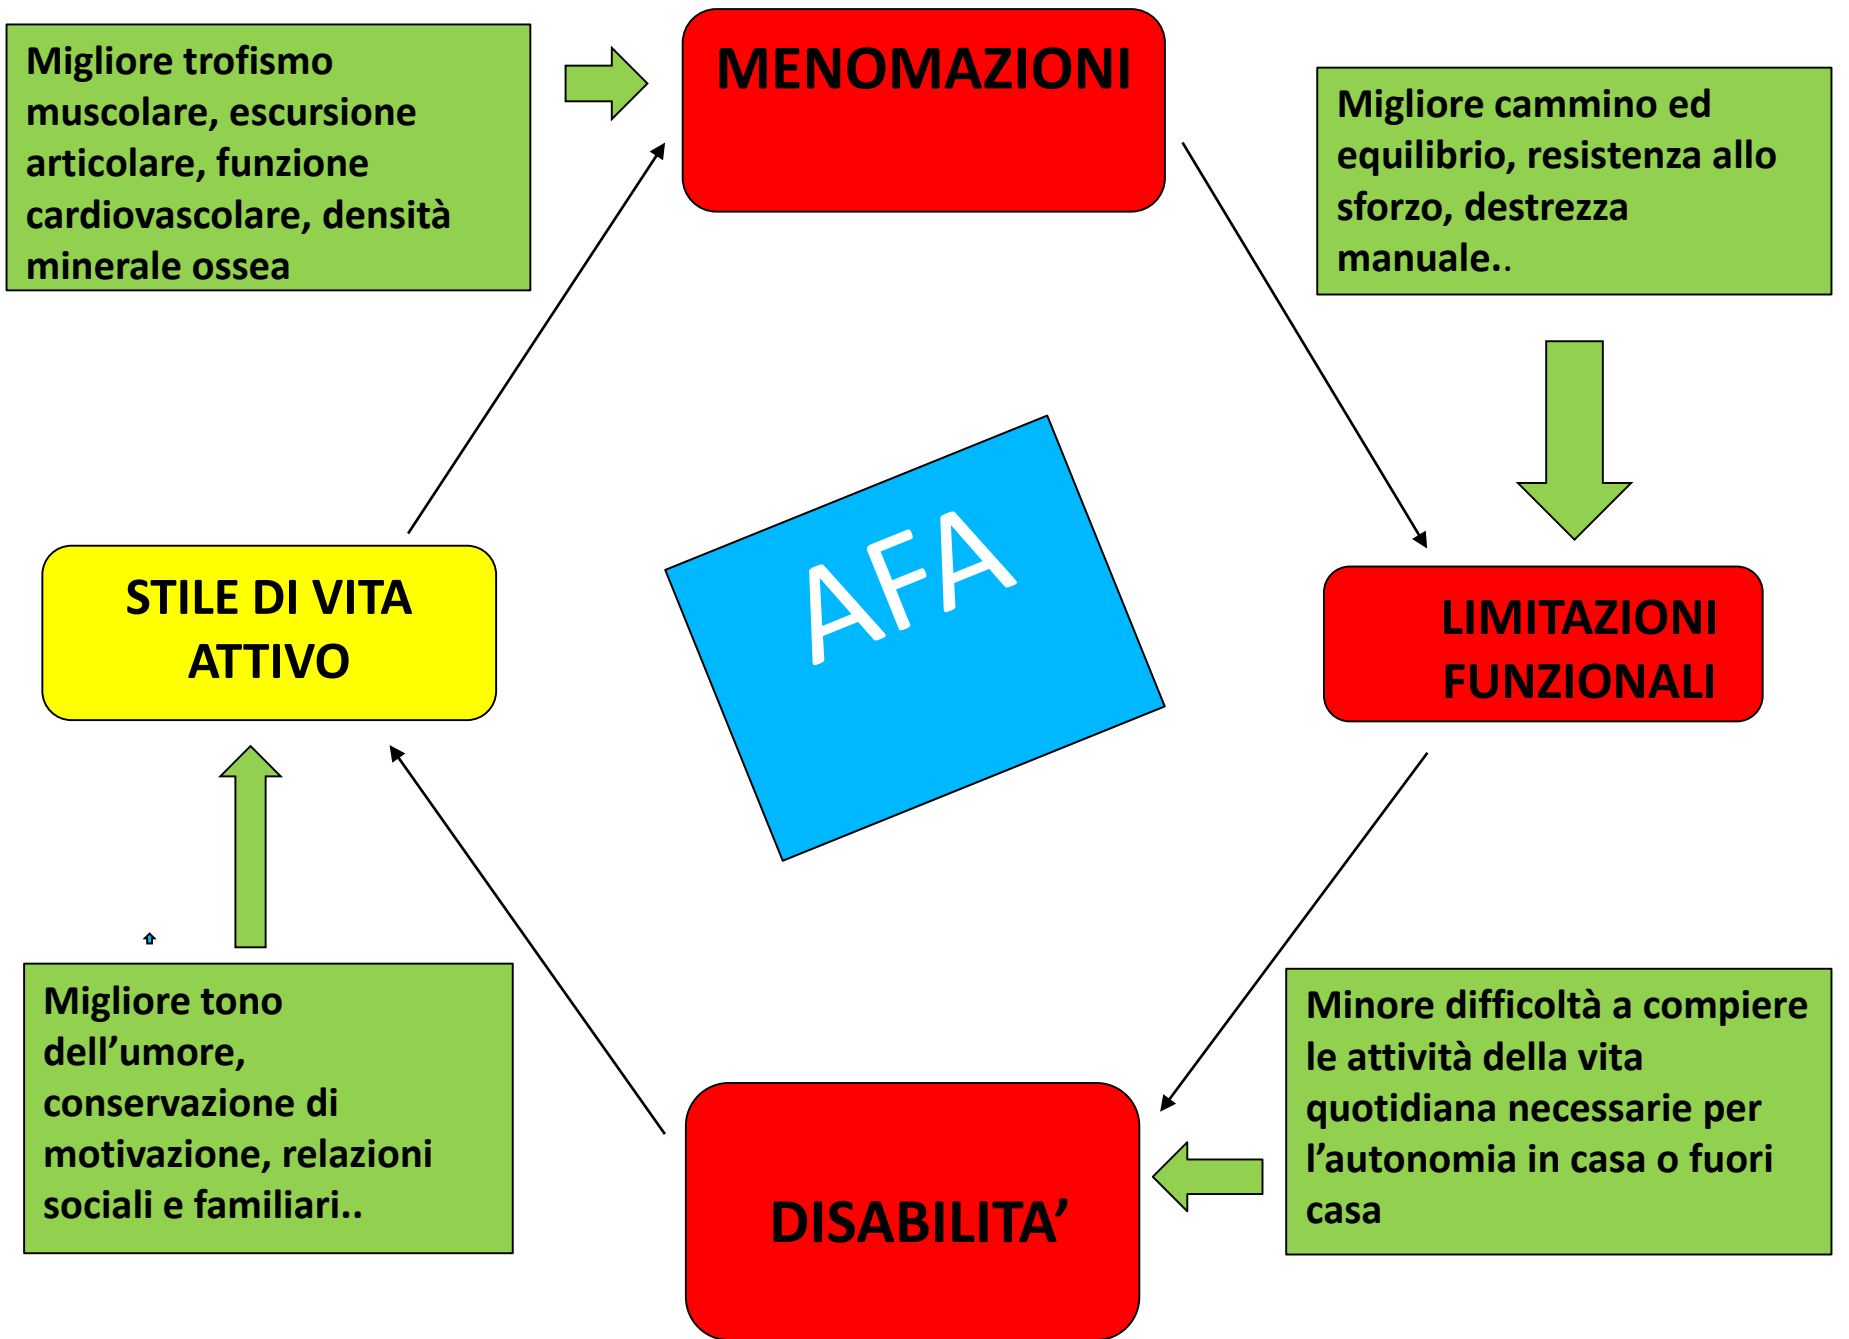 Migliore trofismo
muscolare, escursione
articolare, funzione
cardiovascolare, densità
minerale ossea
MENOMAZIONI
Migliore cammino ed
equilibrio, resistenza allo
sforzo, destrezza
manuale..
AFA
STILE DI VITA
ATTIVO
LIMITAZIONI
FUNZIONALI
Migliore tono
dell’umore,
conservazione di
motivazione, relazioni
sociali e familiari..
DISABILITA’
Minore difficoltà a compiere
le attività della vita
quotidiana necessarie per
l’autonomia in casa o fuori
casa